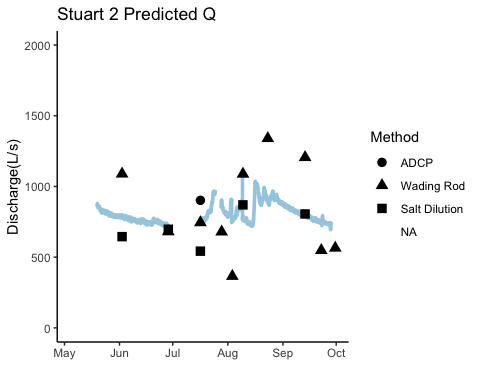 Stuart 2 Predicted Q
2000
1500
1000
500
0
Discharge(L/s)
May Jun Jul Aug Sep Oct
Method
ADCP
Wading Rod
Salt Dilution
NA